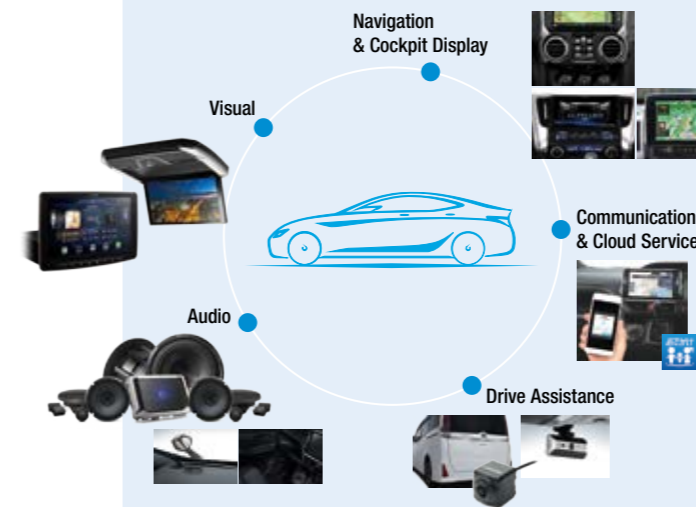 Navigation
& Cockpit Display
Visual
Communication
& Cloud Service
Audio
Drive Assistance